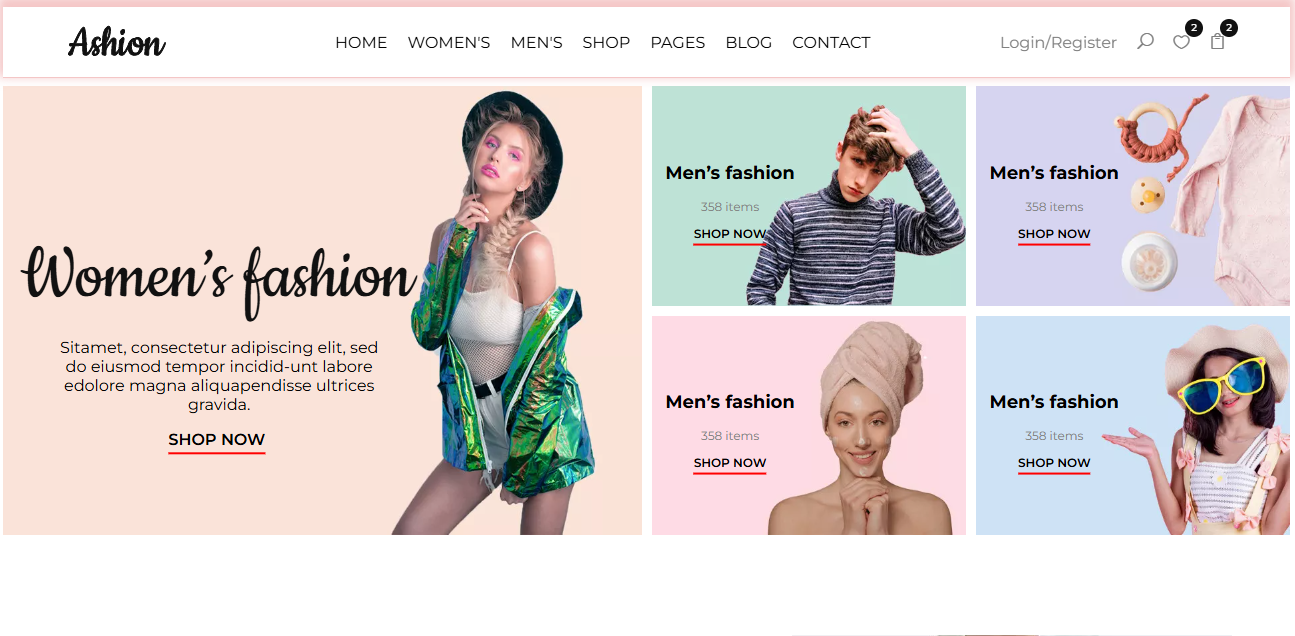 Ashion
HOME WOMEN'S MEN'S SHOP PAGES BLOG CONTACT
Login/Register
2
2
Women's fashion
Sitamet, consectetur adipiscing elit, sed
do eiusmod tempor incidid-unt labore
edolore magna aliquapendisse ultrices
gravida.
SHOP NOW
Men's fashion
358 items
SHOP NOW
Men's fashion
358 items
SHOP NOW
Men's fashion
358 items
SHOP NOW
Men's fashion
358 items
SHOP NOW